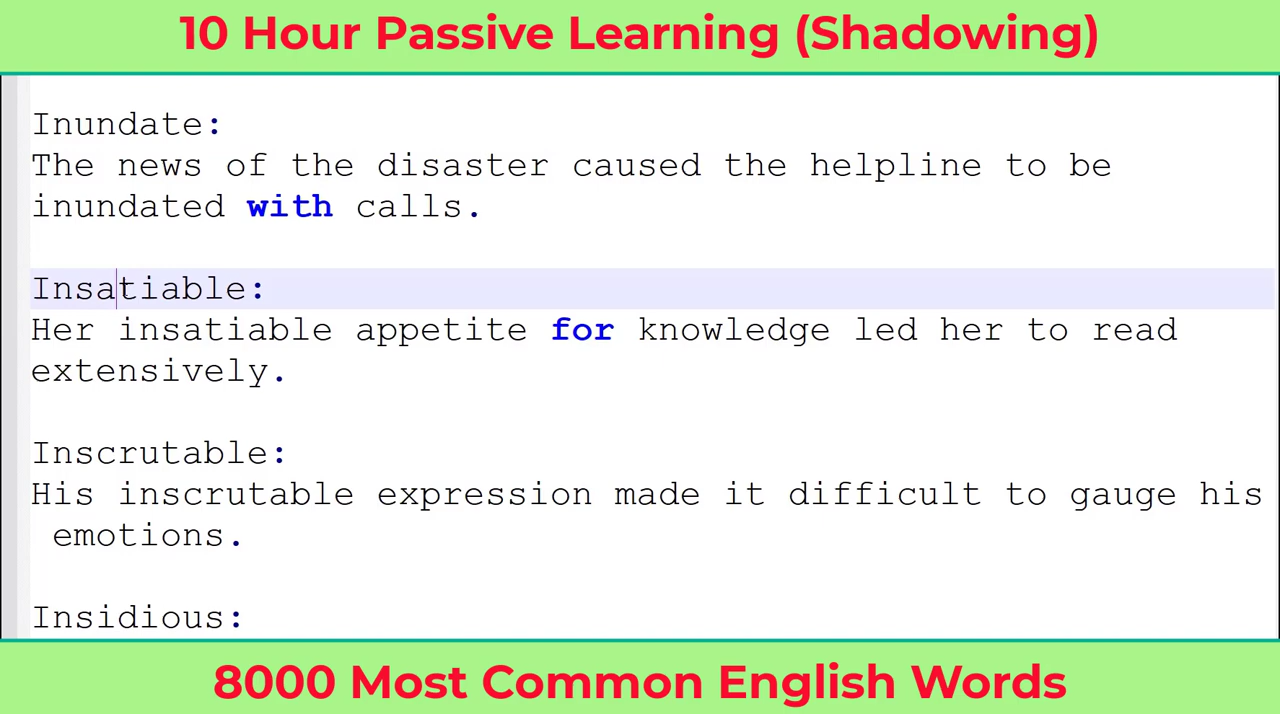 10 Hour Passive Learning (Shadowing)
Inundate:
The news of the disaster caused the helpline to be
inundated with calls.
Insatiable:
Her insatiable appetite for knowledge led her to read
extensively.
Inscrutable:
His inscrutable expression made it difficult to gauge his
emotions.
Insidious:
8000 Most Common English Words